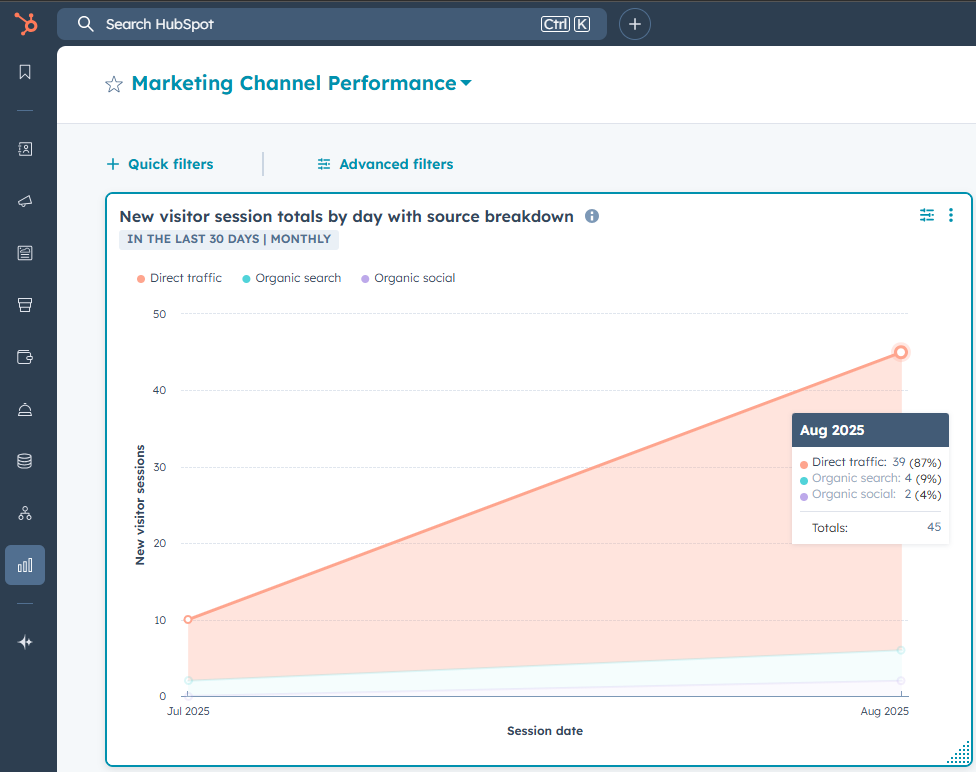 Search HubSpot Ctrl K
Marketing Channel Performance
Quick filters Advanced filters
New visitor session totals by day with source breakdown
IN THE LAST 30 DAYS | MONTHLY
Direct traffic Organic search Organic social
50
40
30
20
10
0
New visitor sessions
Aug 2025
Direct traffic: 39 (87%)
Organic search: 4 (9%)
Organic social: 2 (4%)
Totals: 45
Jul 2025 Aug 2025
Session date